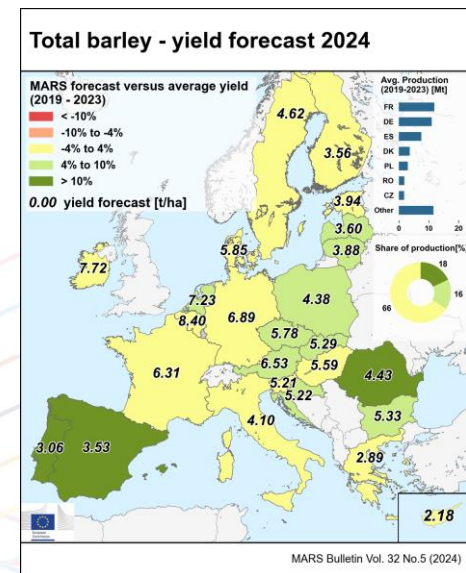 Total barley - yield forecast 2024
MARS forecast versus average yield
(2019 - 2023)
< -10%
-10% to -4%
-4% to 4%
4% to 10%
> 10%
0.00 yield forecast [t/ha]
Avg. Production
(2019-2023) [Mt]
FR
DE
ES
DK
PL
RO
CZ
Other
0 10 20
Share of production[%]
18
16
66
4.62
3.56
3.94
3.60
3.88
5.85
7.72
7.23
8.40
6.89
4.38
5.78
5.29
6.31
6.53
5.59
5.21
5.22
4.43
4.10
5.33
3.06
3.53
2.89
2.18
MARS Bulletin Vol. 32 No.5 (2024)